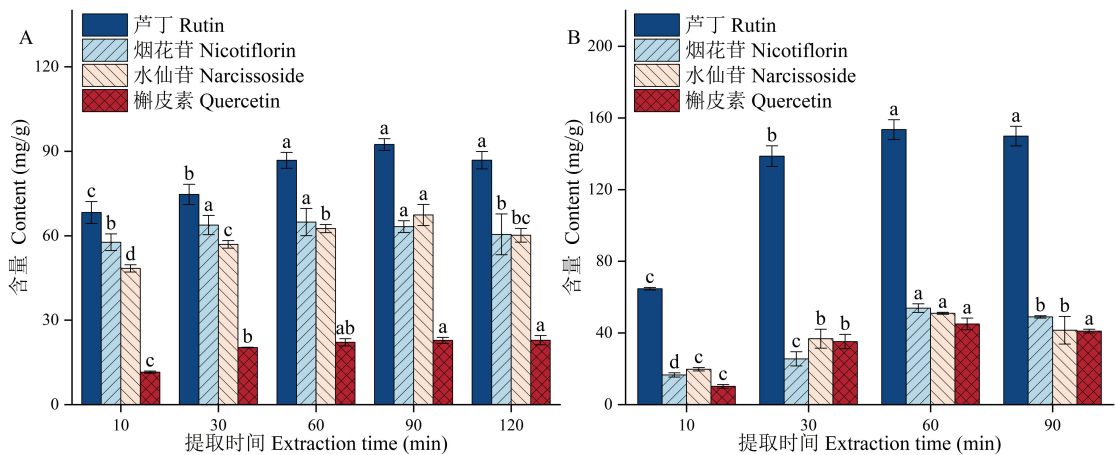 A
芦丁 Rutin
烟花苷 Nicotiflorin
水仙苷 Narcissoside
槲皮素 Quercetin
含量 Content (mg/g)
120
90
60
30
0
c
b
d
c
b
a
c
b
a
a
b
ab
a
a
a
a
a
b
bc
a
10
30
60
90
120
提取时间 Extraction time (min)
B
芦丁 Rutin
烟花苷 Nicotiflorin
水仙苷 Narcissoside
槲皮素 Quercetin
含量 Content (mg/g)
200
160
120
80
40
0
c
d
c
c
b
c
b
b
a
a
a
a
a
b
b
a
10
30
60
90
提取时间 Extraction time (min)